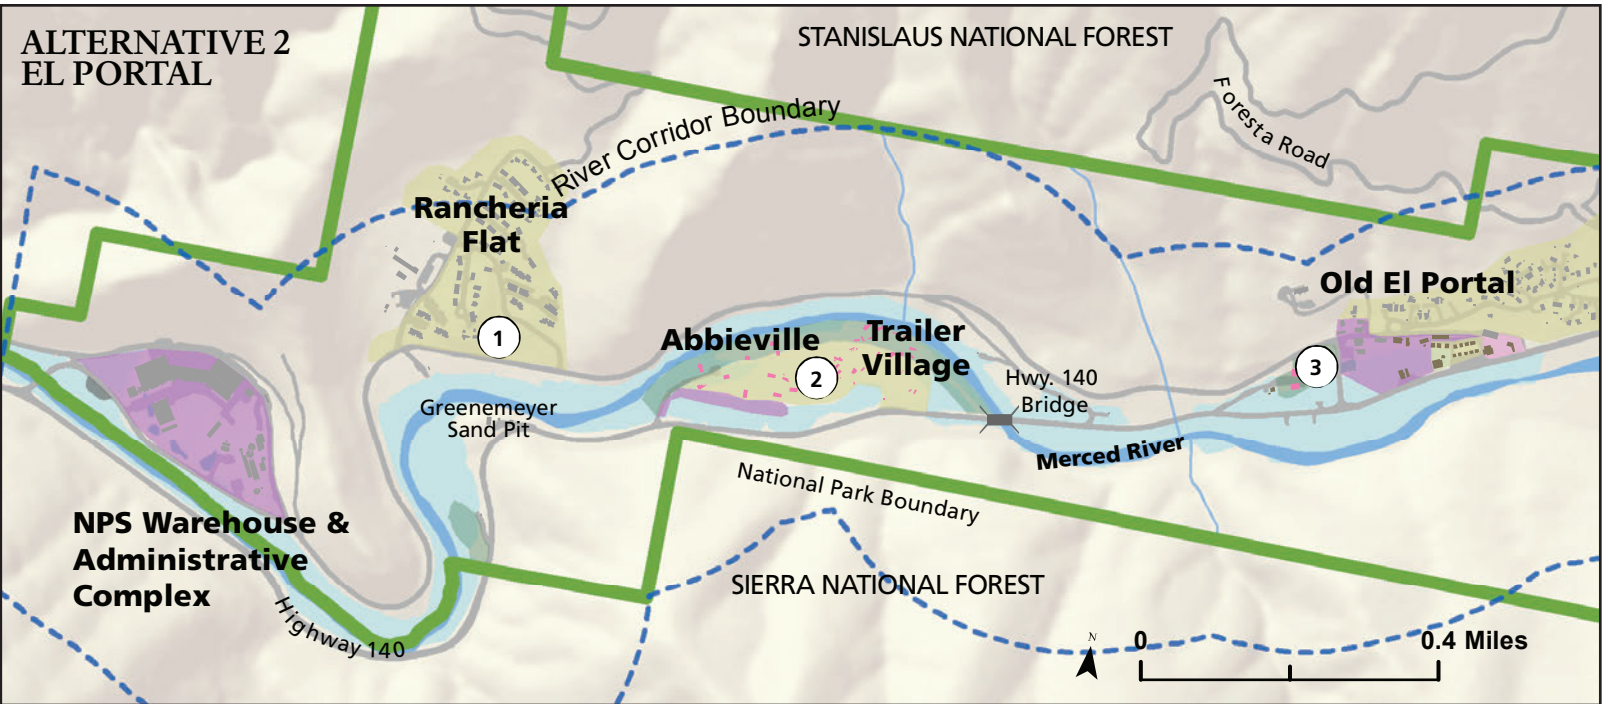 ALTERNATIVE 2
EL PORTAL
STANISLAUS NATIONAL FOREST
River Corridor Boundary
Foresta Road
Rancheria
Flat
Old El Portal
1
Abbieville
Trailer
Village
2
3
Hwy. 140
Bridge
Greenemeyer
Sand Pit
Merced River
National Park Boundary
NPS Warehouse &
Administrative
Complex
SIERRA NATIONAL FOREST
Highway 140
N
0
0.4 Miles